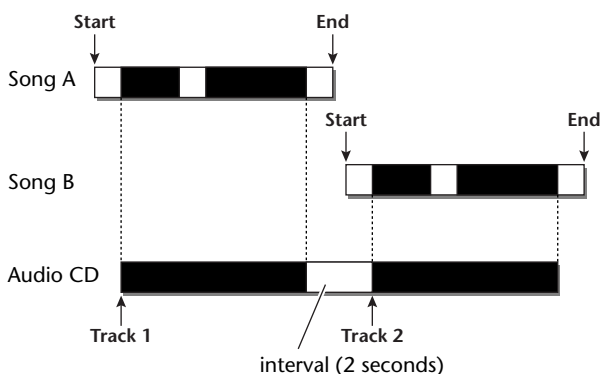 Start End
Song A
Start End
Song B
Audio CD
Track 1 Track 2
interval (2 seconds)